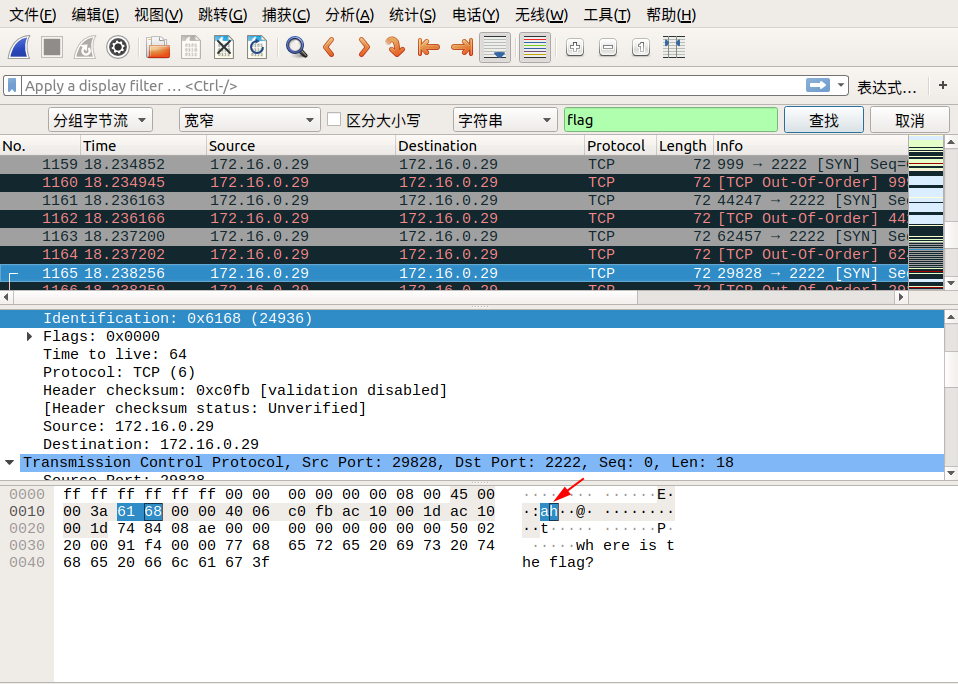 文件(F) 编辑(E) 视图(V) 跳转(G) 捕获(C) 分析(A) 统计(S) 电话(Y) 无线(W) 工具(T) 帮助(H)
Apply a display filter … <Ctrl-/> 表达式… +
分组字节流 宽窄 区分大小写 字符串 flag 查找 取消
No. Time Source Destination Protocol Length Info
1159 18.234852 172.16.0.29 172.16.0.29 TCP 72 999 → 2222 [SYN] Seq=
1160 18.234945 172.16.0.29 172.16.0.29 TCP 72 [TCP Out-Of-Order] 99
1161 18.236163 172.16.0.29 172.16.0.29 TCP 72 44247 → 2222 [SYN] Se
1162 18.236166 172.16.0.29 172.16.0.29 TCP 72 [TCP Out-Of-Order] 44
1163 18.237200 172.16.0.29 172.16.0.29 TCP 72 62457 → 2222 [SYN] Se
1164 18.237202 172.16.0.29 172.16.0.29 TCP 72 [TCP Out-Of-Order] 62
1165 18.238256 172.16.0.29 172.16.0.29 TCP 72 29828 → 2222 [SYN] Se
1166 18.238259 172.16.0.29 172.16.0.29 TCP 72 [TCP Out-Of-Order] 29
Identification: 0x6168 (24936)
Flags: 0x0000
Time to live: 64
Protocol: TCP (6)
Header checksum: 0xc0fb [validation disabled]
[Header checksum status: Unverified]
Source: 172.16.0.29
Destination: 172.16.0.29
Transmission Control Protocol, Src Port: 29828, Dst Port: 2222, Seq: 0, Len: 18
Source Port: 29828
0000 ff ff ff ff ff ff 00 00 00 00 00 00 08 00 45 00 ········ ······E·
0010 00 3a 61 68 00 00 40 06 c0 fb ac 10 00 1d ac 10 ·:ah··@· ········
0020 00 1d 74 84 08 ae 00 00 00 00 00 00 00 00 50 02 ··t····· ······P·
0030 20 00 91 f4 00 00 77 68 65 72 65 20 69 73 20 74 ·····wh ere is t
0040 68 65 20 66 6c 61 67 3f he flag?